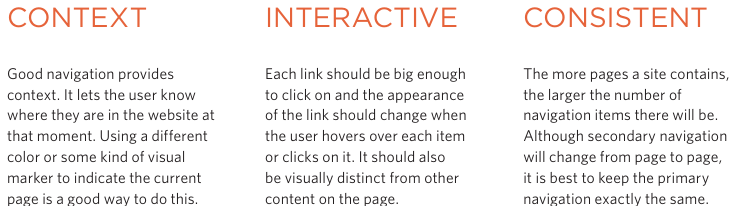 CONTEXT
Good navigation provides
context. It lets the user know
where they are in the website at
that moment. Using a different
color or some kind of visual
marker to indicate the current
page is a good way to do this.
INTERACTIVE
Each link should be big enough
to click on and the appearance
of the link should change when
the user hovers over each item
or clicks on it. It should also
be visually distinct from other
content on the page.
CONSISTENT
The more pages a site contains,
the larger the number of
navigation items there will be.
Although secondary navigation
will change from page to page,
it is best to keep the primary
navigation exactly the same.